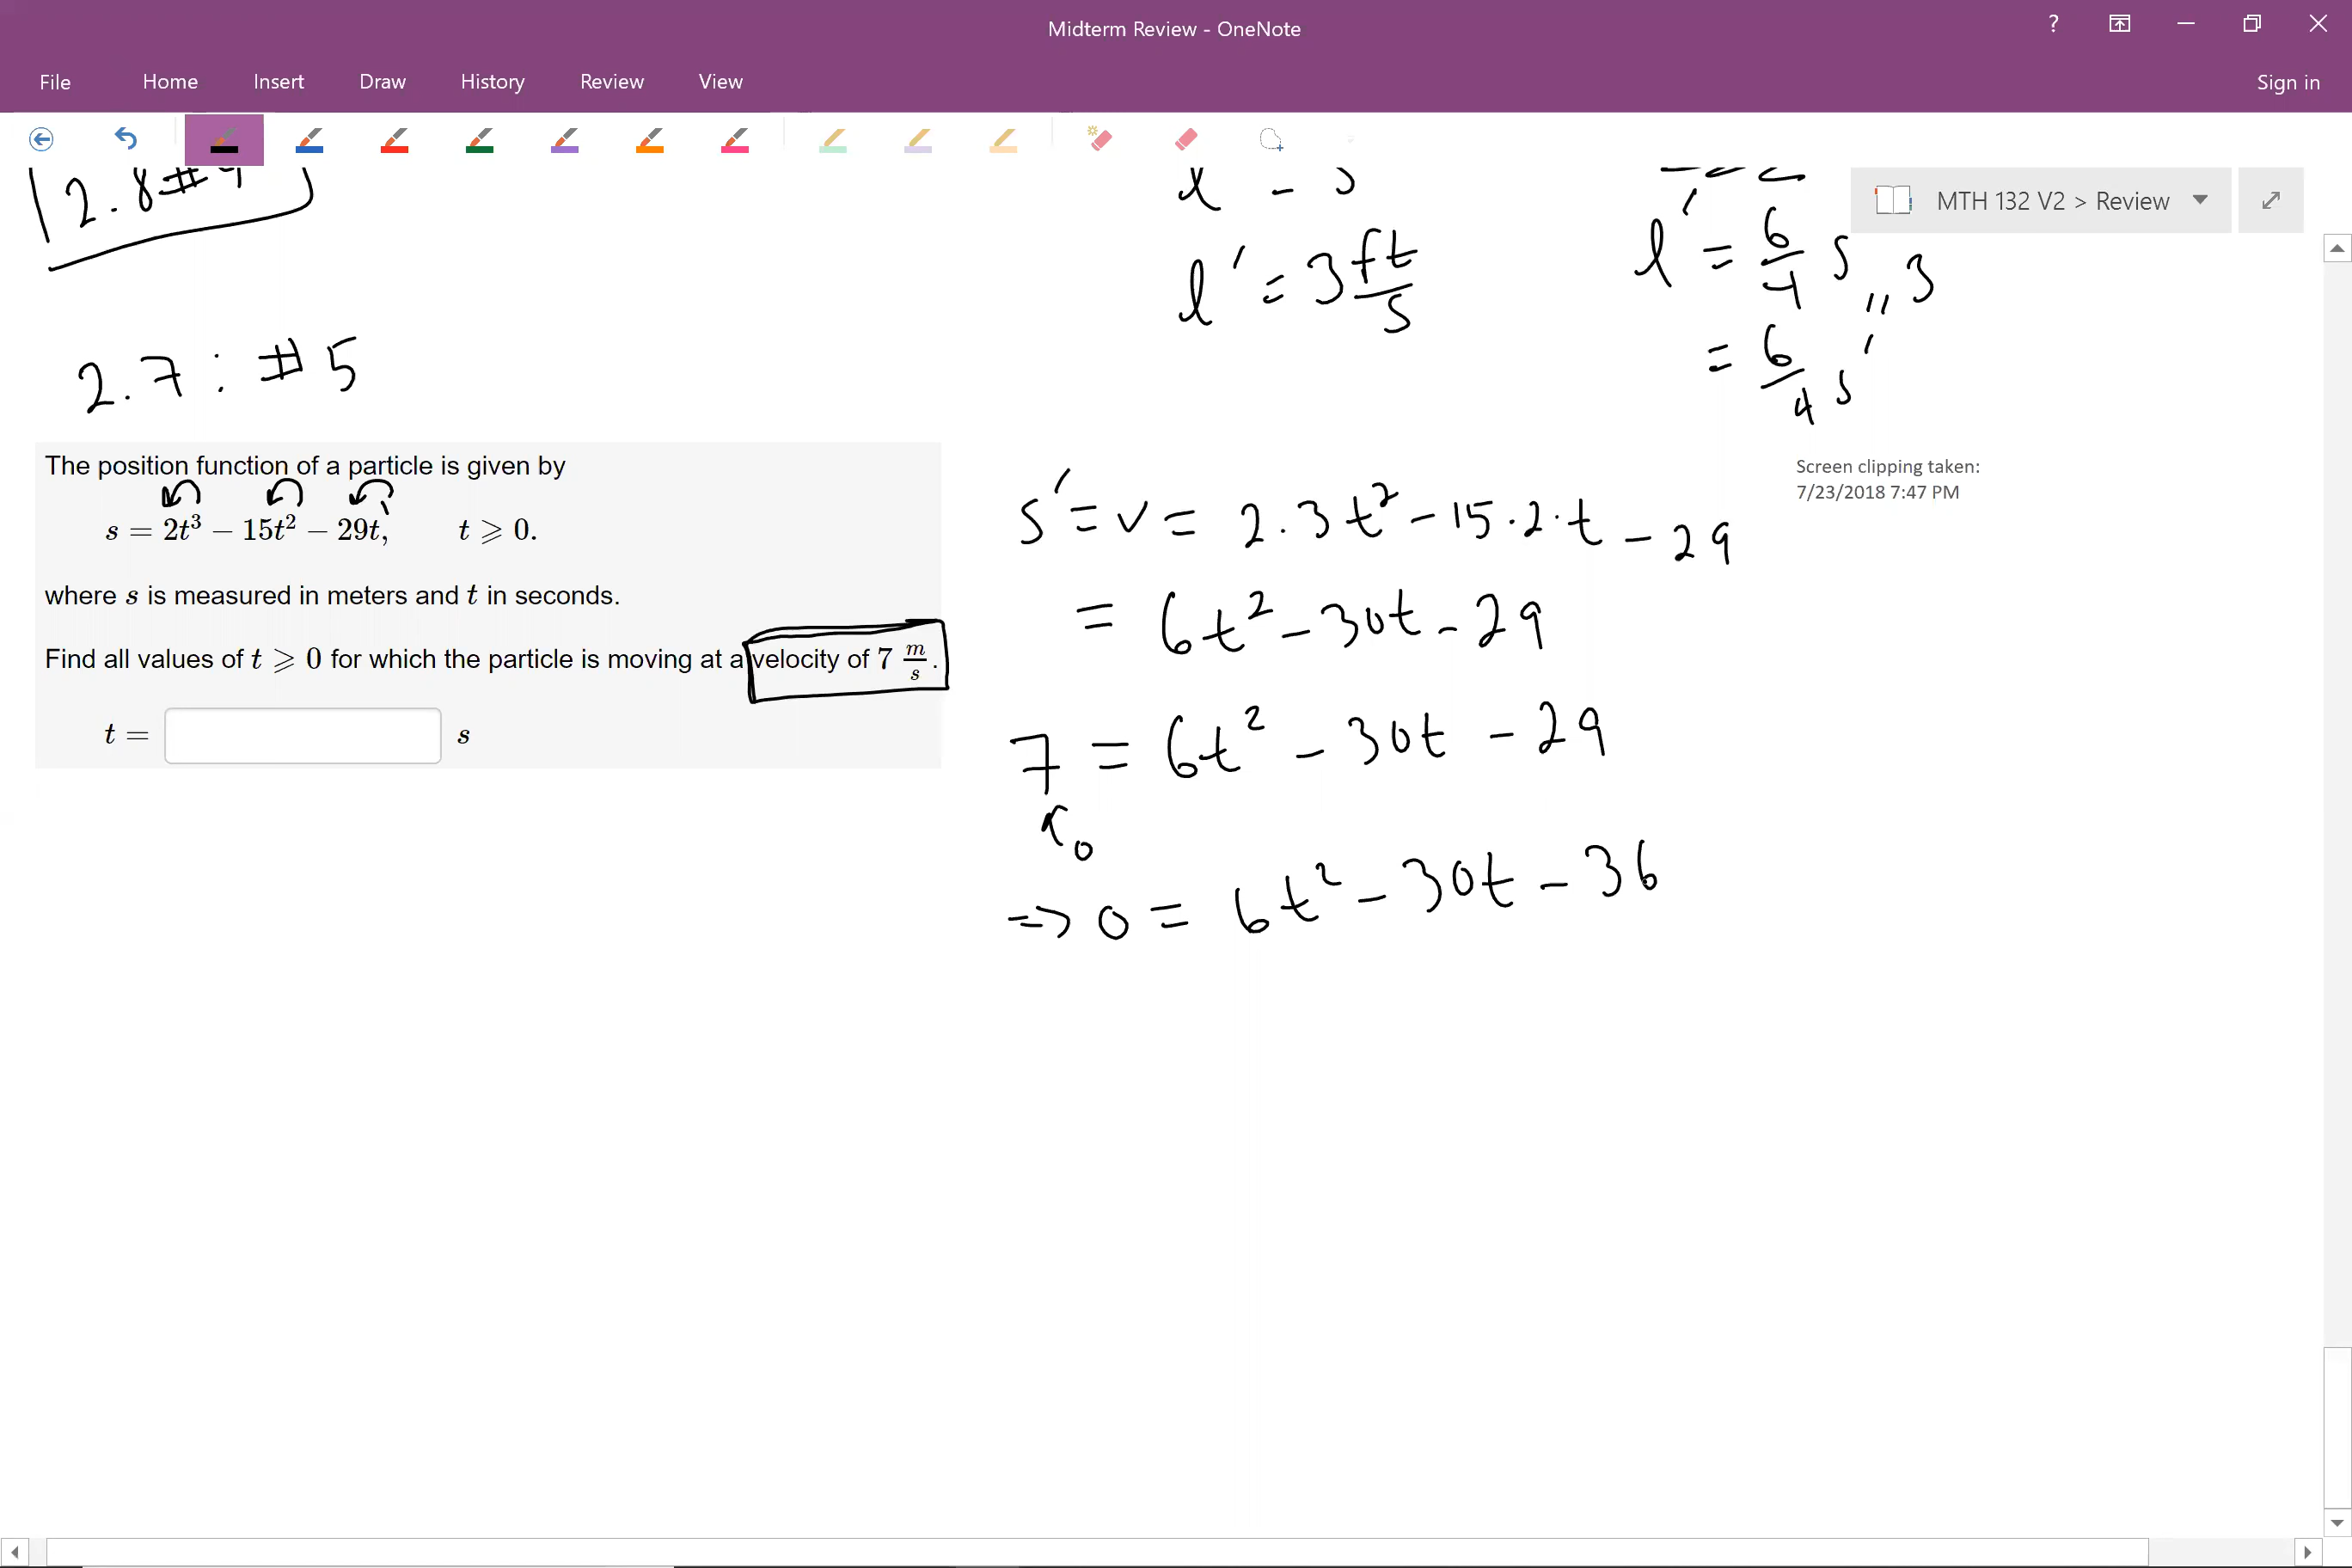 Midterm Review - OneNote
?
File Home Insert Draw History Review View
Sign in
MTH 132 V2 > Review
2.8#
l' = 3 ft/s
l' = 6/4 s
" 3
= 6/4 s'
2.7 : #5
The position function of a particle is given by
s = 2t³ − 15t² − 29t, t ⩾ 0.
where s is measured in meters and t in seconds.
Find all values of t ⩾ 0 for which the particle is moving at a velocity of 7 m/s.
t = s
Screen clipping taken:
7/23/2018 7:47 PM
s' = v = 2.3t² - 15·2·t - 29
= 6t² - 30t - 29
7 = 6t² - 30t - 29
0
=> 0 = 6t² - 30t - 36